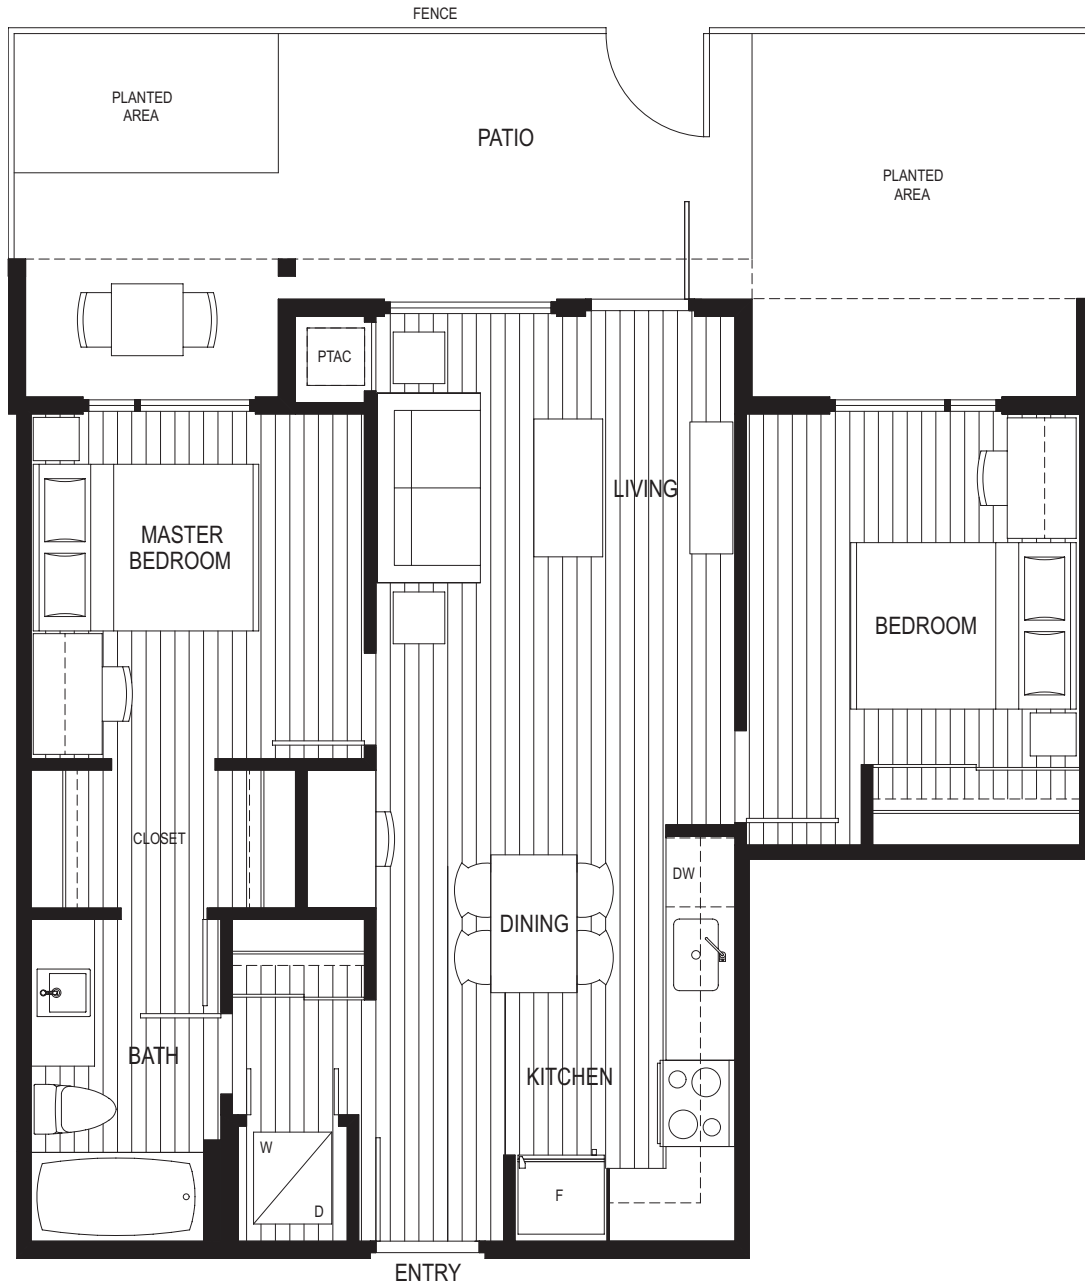 FENCE
PLANTED
AREA
PATIO
PLANTED
AREA
PTAC
LIVING
MASTER
BEDROOM
BEDROOM
CLOSET
DW
DINING
BATH
KITCHEN
W
D
F
ENTRY